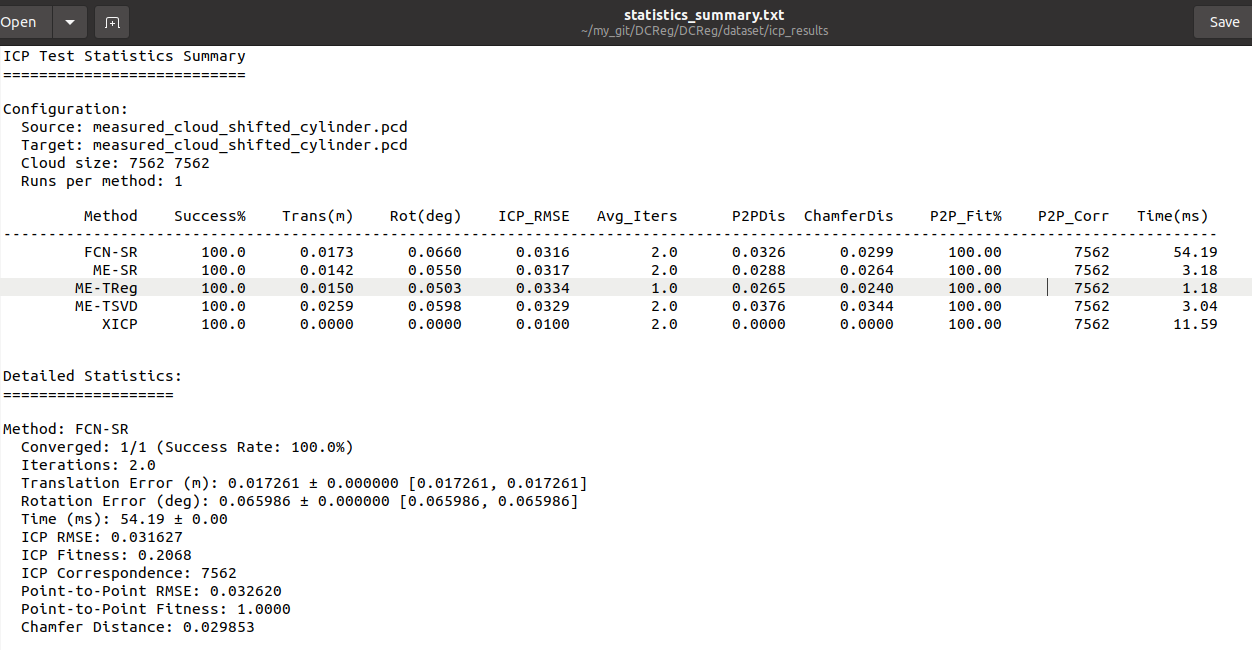 Open
statistics_summary.txt
~/my_git/DCReg/DCReg/dataset/icp_results
Save
ICP Test Statistics Summary
===========================
Configuration:
Source: measured_cloud_shifted_cylinder.pcd
Target: measured_cloud_shifted_cylinder.pcd
Cloud size: 7562 7562
Runs per method: 1
Method Success% Trans(m) Rot(deg) ICP_RMSE Avg_Iters P2PDis ChamferDis P2P_Fit% P2P_Corr Time(ms)
---------------------------------------------------------------------------------------------------------------------------------------
FCN-SR 100.0 0.0173 0.0660 0.0316 2.0 0.0326 0.0299 100.00 7562 54.19
ME-SR 100.0 0.0142 0.0550 0.0317 2.0 0.0288 0.0264 100.00 7562 3.18
ME-TReg 100.0 0.0150 0.0503 0.0334 1.0 0.0265 0.0240 100.00 7562 1.18
ME-TSVD 100.0 0.0259 0.0598 0.0329 2.0 0.0376 0.0344 100.00 7562 3.04
XICP 100.0 0.0000 0.0000 0.0100 2.0 0.0000 0.0000 100.00 7562 11.59
Detailed Statistics:
===================
Method: FCN-SR
Converged: 1/1 (Success Rate: 100.0%)
Iterations: 2.0
Translation Error (m): 0.017261 ± 0.000000 [0.017261, 0.017261]
Rotation Error (deg): 0.065986 ± 0.000000 [0.065986, 0.065986]
Time (ms): 54.19 ± 0.00
ICP RMSE: 0.031627
ICP Fitness: 0.2068
ICP Correspondence: 7562
Point-to-Point RMSE: 0.032620
Point-to-Point Fitness: 1.0000
Chamfer Distance: 0.029853